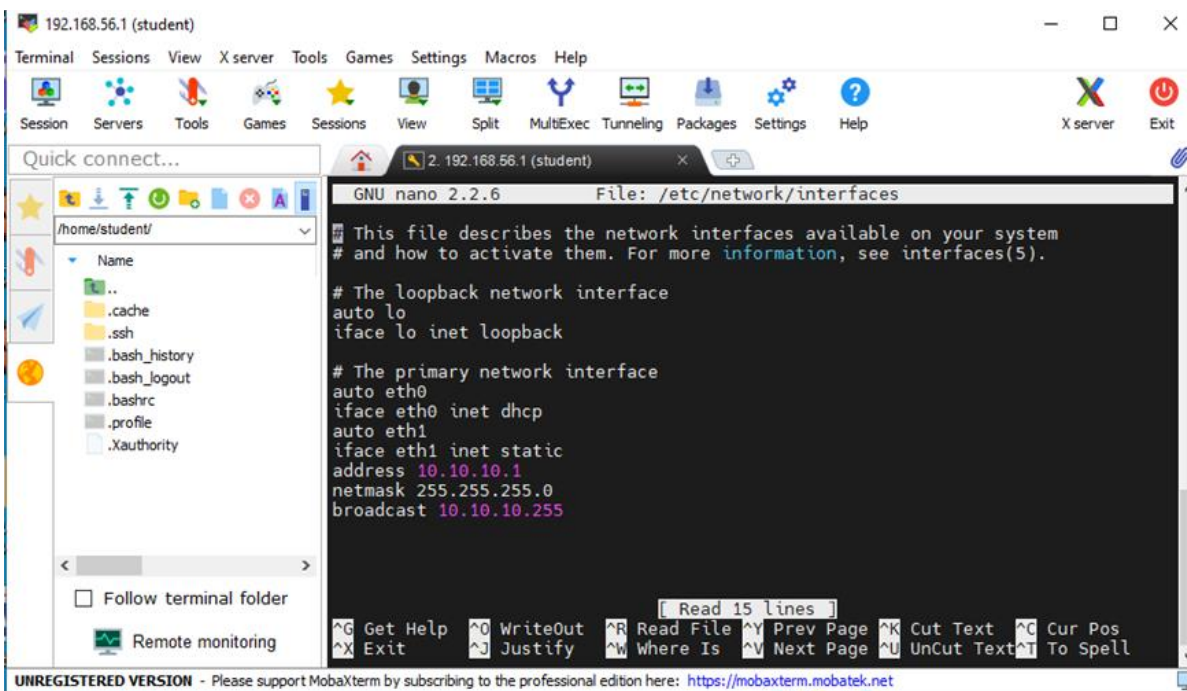 192.168.56.1 (student)
Terminal Sessions View X server Tools Games Settings Macros Help
Session Servers Tools Games Sessions View Split MultiExec Tunneling Packages Settings Help X server Exit
Quick connect...
2. 192.168.56.1 (student)
/home/student/
Name
..
.cache
.ssh
.bash_history
.bash_logout
.bashrc
.profile
.Xauthority
Follow terminal folder
Remote monitoring
GNU nano 2.2.6 File: /etc/network/interfaces
# This file describes the network interfaces available on your system
# and how to activate them. For more information, see interfaces(5).
# The loopback network interface
auto lo
iface lo inet loopback
# The primary network interface
auto eth0
iface eth0 inet dhcp
auto eth1
iface eth1 inet static
address 10.10.10.1
netmask 255.255.255.0
broadcast 10.10.10.255
[ Read 15 lines ]
^G Get Help ^O WriteOut ^R Read File ^Y Prev Page ^K Cut Text ^C Cur Pos
^X Exit ^J Justify ^W Where Is ^V Next Page ^U UnCut Text ^T To Spell
UNREGISTERED VERSION - Please support MobaXterm by subscribing to the professional edition here: https://mobaxterm.mobatek.net